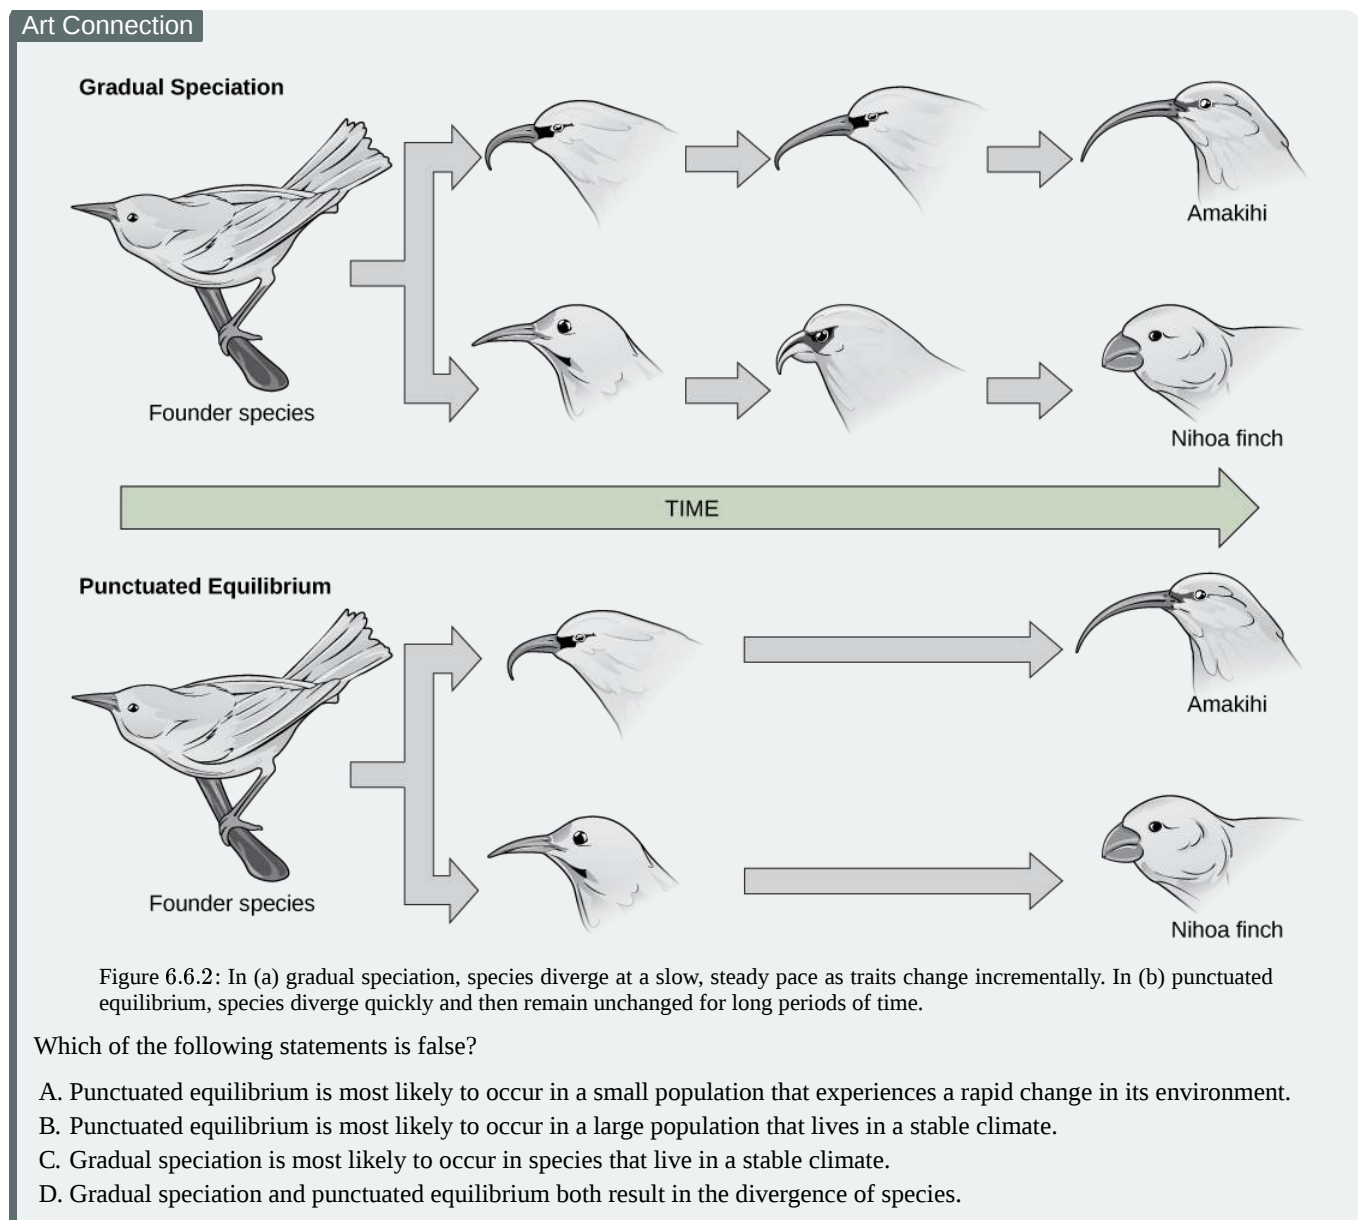 Art Connection
Gradual Speciation
Amakihi
Founder species
Nihoa finch
TIME
Punctuated Equilibrium
Amakihi
Founder species
Nihoa finch
Figure 6.6.2: In (a) gradual speciation, species diverge at a slow, steady pace as traits change incrementally. In (b) punctuated
equilibrium, species diverge quickly and then remain unchanged for long periods of time.
Which of the following statements is false?
A. Punctuated equilibrium is most likely to occur in a small population that experiences a rapid change in its environment.
B. Punctuated equilibrium is most likely to occur in a large population that lives in a stable climate.
C. Gradual speciation is most likely to occur in species that live in a stable climate.
D. Gradual speciation and punctuated equilibrium both result in the divergence of species.